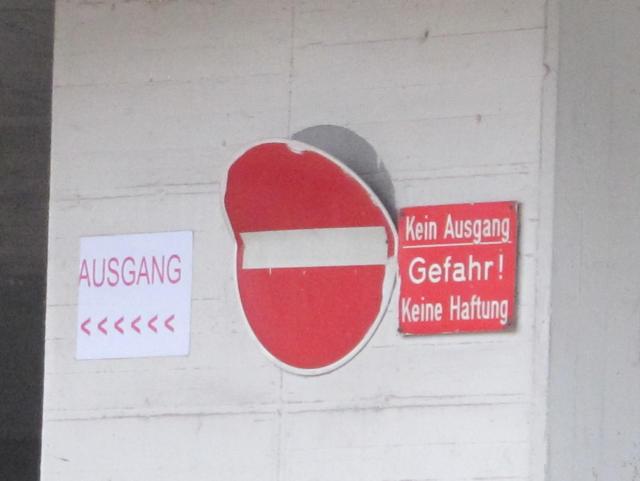 AUSGANG
<<<<<<
Kein Ausgang
Gefahr!
Keine Haftung